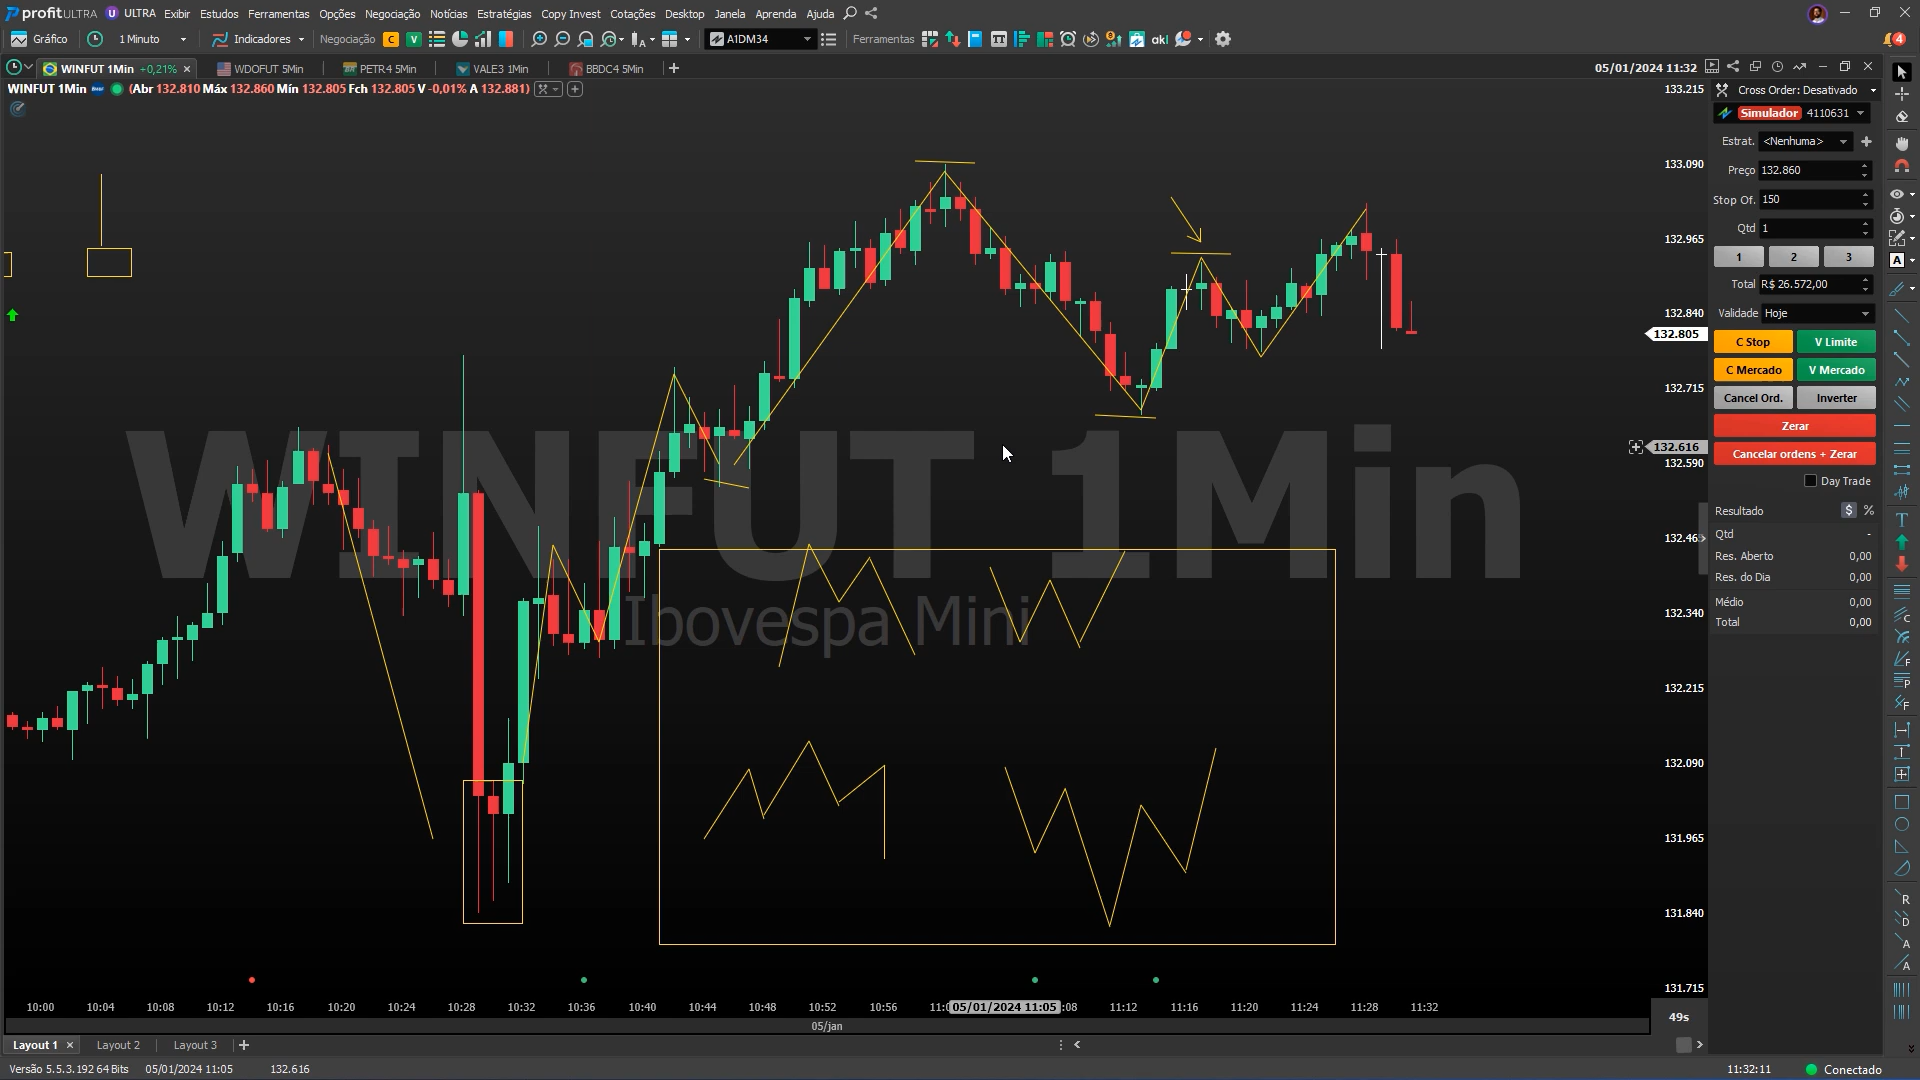 profit ULTRA U ULTRA Exibir Estudos Ferramentas Opções Negociação Notícias Estratégias Copy Invest Cotações Desktop Janela Aprenda Ajuda
Gráfico 1 Minuto Indicadores Negociação C V A1DM34 Ferramentas akl 4
WINFUT 1Min +0,21% WDOFUT 5Min PETR4 5Min VALE3 1Min BBDC4 5Min 05/01/2024 11:32
WINFUT 1Min (Abr 132.810 Máx 132.860 Mín 132.805 Fch 132.805 V -0,01% A 132.881)
133.215
133.090
132.965
132.840
132.805
132.715
132.616
132.590
132.46
132.340
132.215
132.090
131.965
131.840
131.715
WINFUT 1Min
Ibovespa Mini
10:00 10:04 10:08 10:12 10:16 10:20 10:24 10:28 10:32 10:36 10:40 10:44 10:48 10:52 10:56 11:0 05/01/2024 11:05 :08 11:12 11:16 11:20 11:24 11:28 11:32
05/jan
49s
Cross Order: Desativado
Simulador 4110631
Estrat. <Nenhuma>
Preço 132.860
Stop Of. 150
Qtd 1
1 2 3
Total R$ 26.572,00
Validade Hoje
C Stop V Limite
C Mercado V Mercado
Cancel Ord. Inverter
Zerar
Cancelar ordens + Zerar
Day Trade
Resultado $ %
Qtd -
Res. Aberto 0,00
Res. do Dia 0,00
Médio 0,00
Total 0,00
Layout 1 Layout 2 Layout 3
Versão 5.5.3.192 64 Bits 05/01/2024 11:05 132.616 11:32:11 Conectado